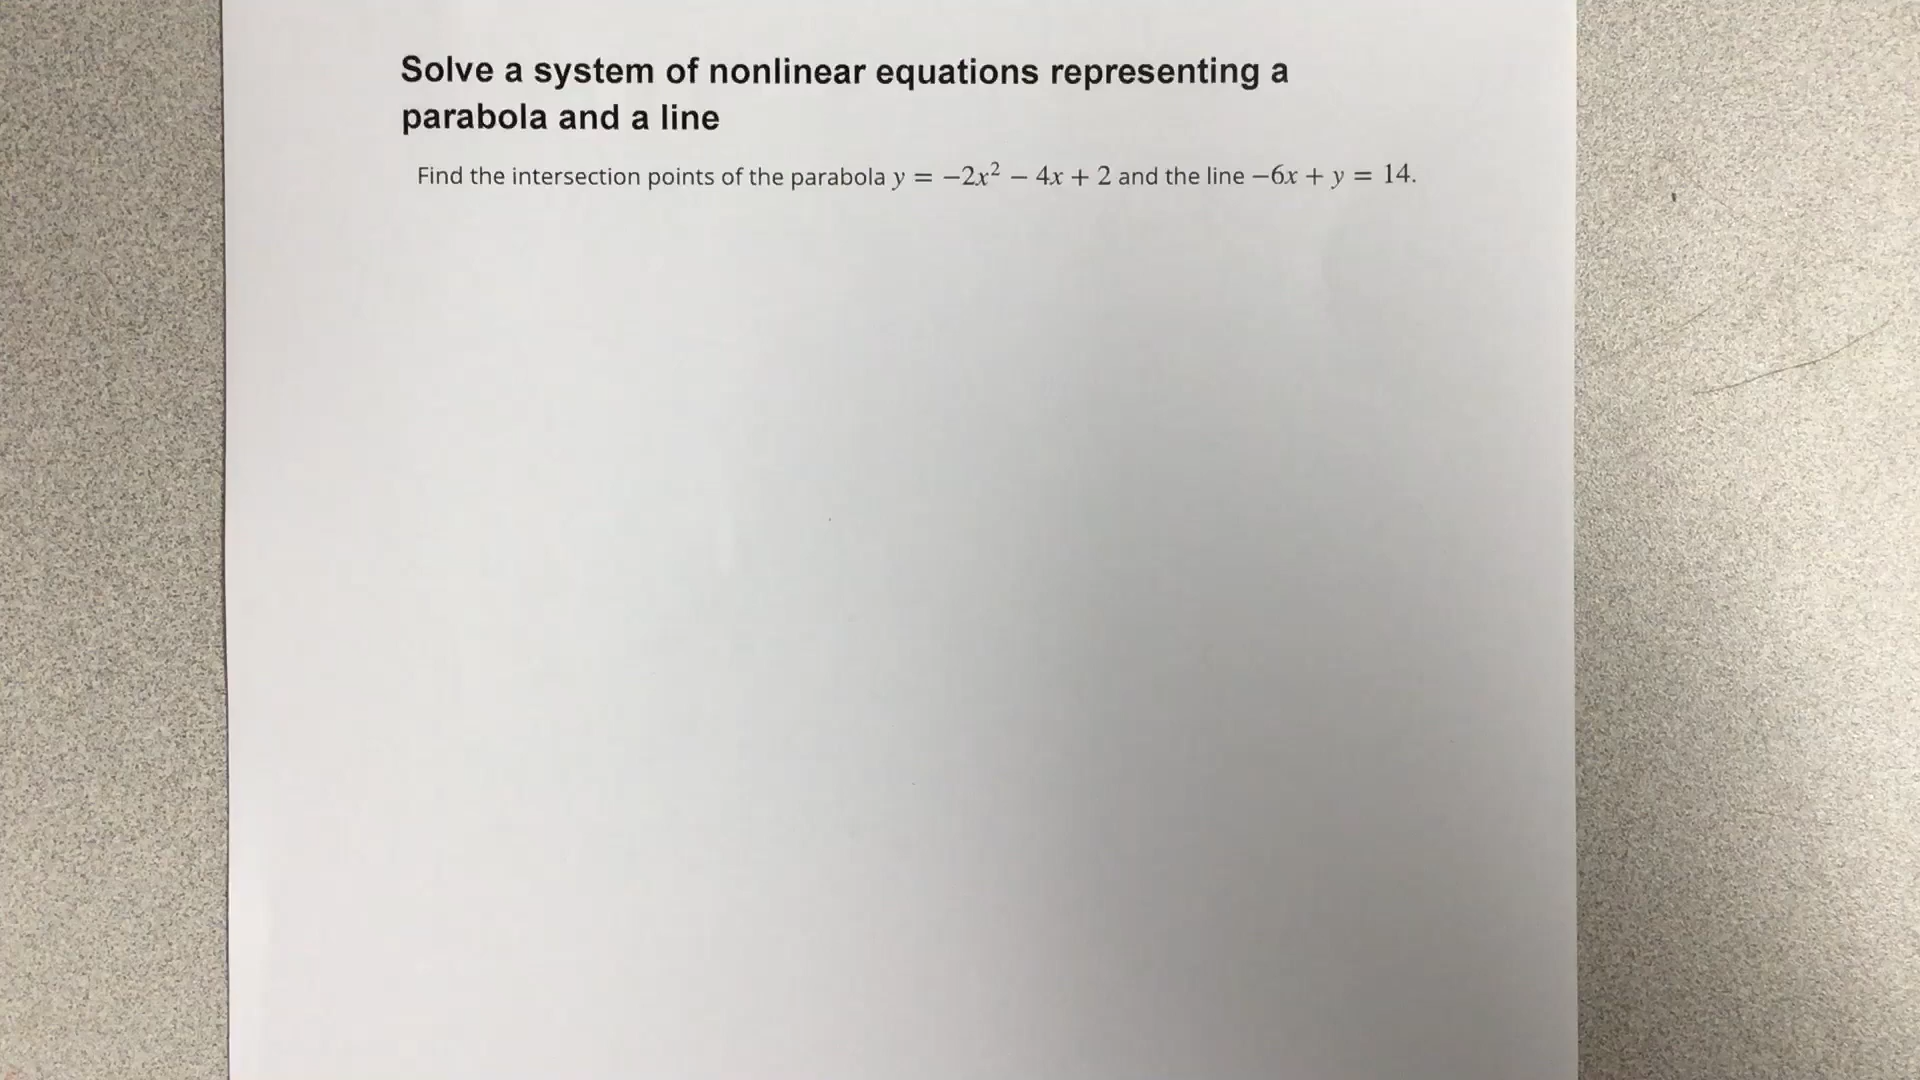 Solve a system of nonlinear equations representing a
parabola and a line
Find the intersection points of the parabola y = −2x² − 4x + 2 and the line −6x + y = 14.